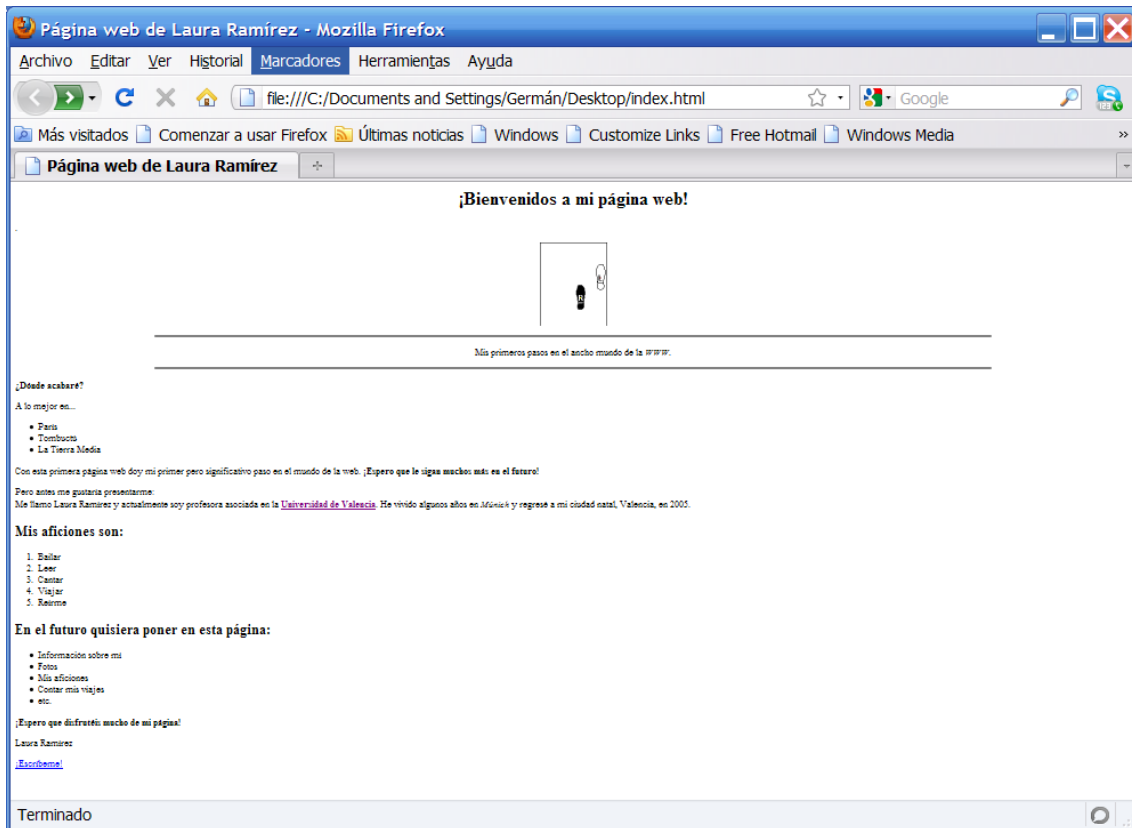 Página web de Laura Ramírez - Mozilla Firefox
Archivo Editar Ver Historial Marcadores Herramientas Ayuda
file:///C:/Documents and Settings/Germán/Desktop/index.html Google
Más visitados Comenzar a usar Firefox Últimas noticias Windows Customize Links Free Hotmail Windows Media »
Página web de Laura Ramírez
¡Bienvenidos a mi página web!
.
R
Mis primeros pasos en el ancho mundo de la WWW.
¿Dónde acabaré?
A lo mejor en...
• París
• Tombuctú
• La Tierra Media
Con esta primera página web doy mi primer pero significativo paso en el mundo de la web. ¡Espero que le sigan muchos más en el futuro!
Pero antes me gustaría presentarme:
Me llamo Laura Ramírez y actualmente soy profesora asociada en la Universidad de Valencia. He vivido algunos años en Múnich y regresé a mi ciudad natal, Valencia, en 2005.
Mis aficiones son:
1. Bailar
2. Leer
3. Cantar
4. Viajar
5. Reirme
En el futuro quisiera poner en esta página:
• Información sobre mí
• Fotos
• Mis aficiones
• Contar mis viajes
• etc.
¡Espero que disfrutéis mucho de mi página!
Laura Ramírez
¡Escríbeme!
Terminado